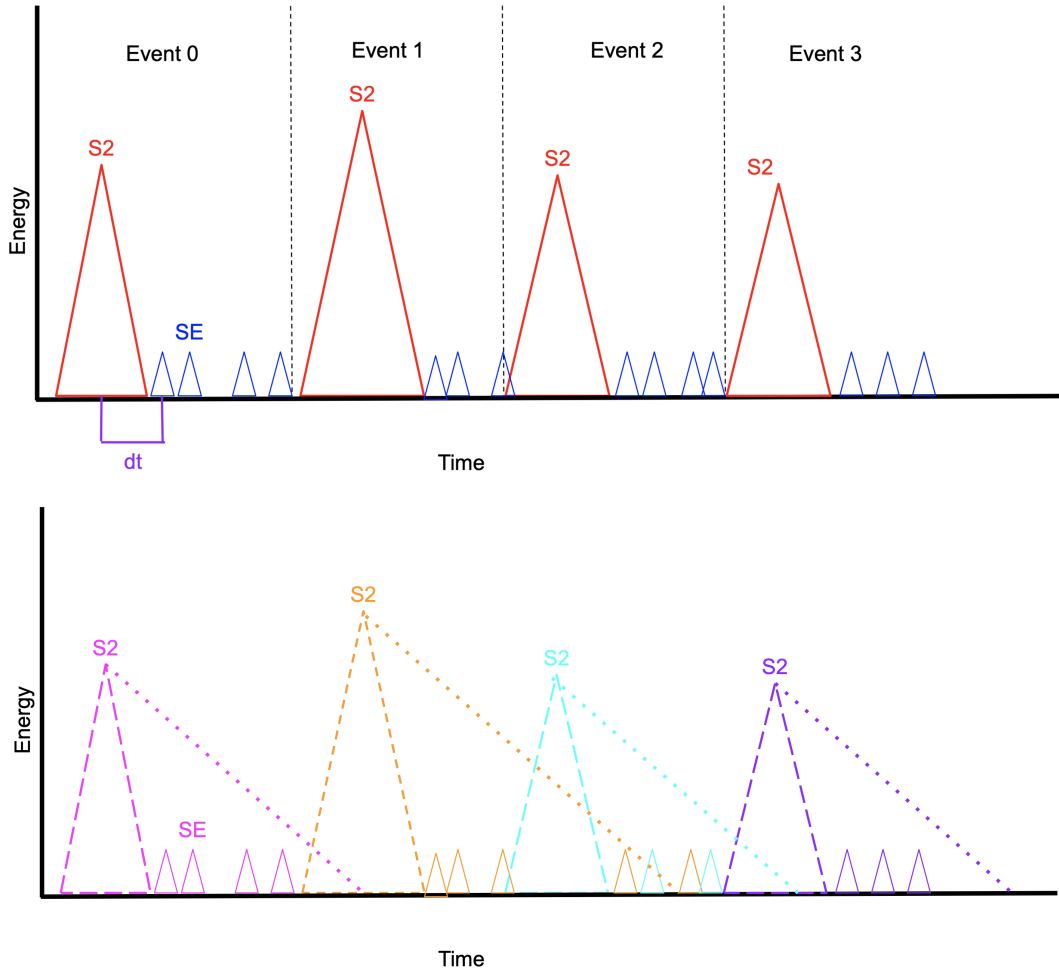 Event 0
Event 1
Event 2
Event 3
S2
S2
S2
S2
Energy
SE
dt
Time
S2
S2
S2
S2
Energy
SE
Time